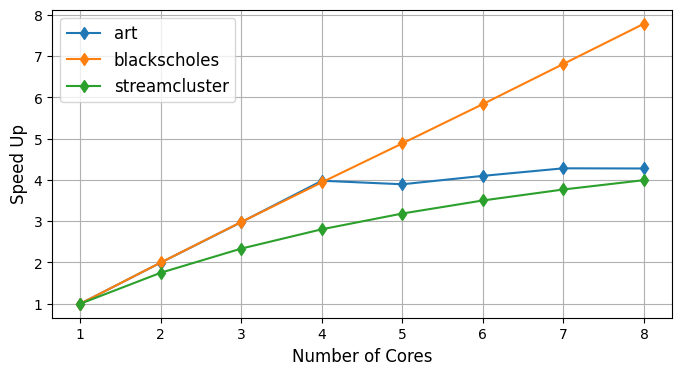 art
blackscholes
streamcluster
8
7
6
5
4
3
2
1
Speed Up
1 2 3 4 5 6 7 8
Number of Cores